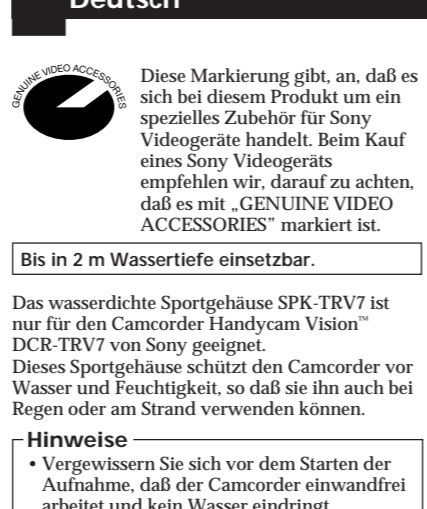 Deutsch
GENUINE VIDEO ACCESSORIES
Diese Markierung gibt, an, daß es
sich bei diesem Produkt um ein
spezielles Zubehör für Sony
Videogeräte handelt. Beim Kauf
eines Sony Videogeräts
empfehlen wir, darauf zu achten,
daß es mit „GENUINE VIDEO
ACCESSORIES” markiert ist.
Bis in 2 m Wassertiefe einsetzbar.
Das wasserdichte Sportgehäuse SPK-TRV7 ist
nur für den Camcorder Handycam Vision™
DCR-TRV7 von Sony geeignet.
Dieses Sportgehäuse schützt den Camcorder vor
Wasser und Feuchtigkeit, so daß sie ihn auch bei
Regen oder am Strand verwenden können.
Hinweise
• Vergewissern Sie sich vor dem Starten der
Aufnahme, daß der Camcorder einwandfrei
arbeitet und kein Wasser eindringt